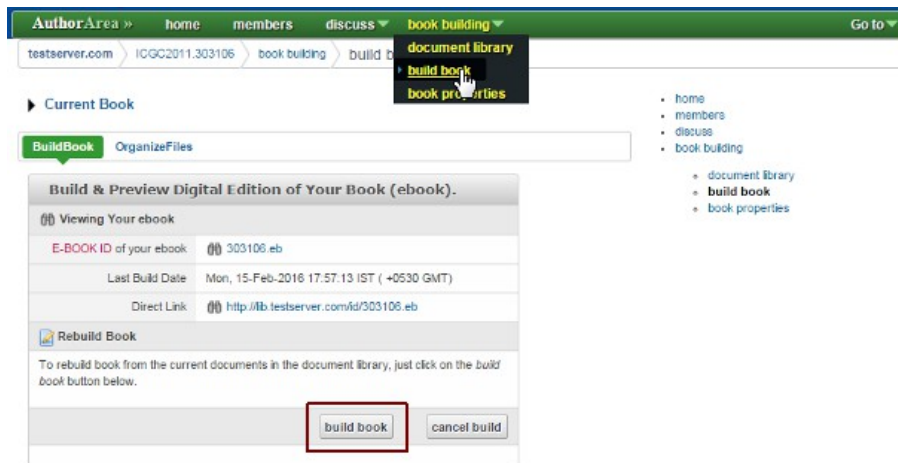 AuthorArea » home members discuss book building Go to
document library
build book
book properties
testserver.com ICGC2011.303106 book building build b
Current Book
BuildBook OrganizeFiles
Build & Preview Digital Edition of Your Book (ebook).
Viewing Your ebook
E-BOOK ID of your ebook 303106.eb
Last Build Date Mon, 15-Feb-2016 17:57:13 IST ( +0530 GMT)
Direct Link http://lib.testserver.com/id/303106.eb
Rebuild Book
To rebuild book from the current documents in the document library, just click on the build
book button below.
build book cancel build
home
members
discuss
book building
document library
build book
book properties